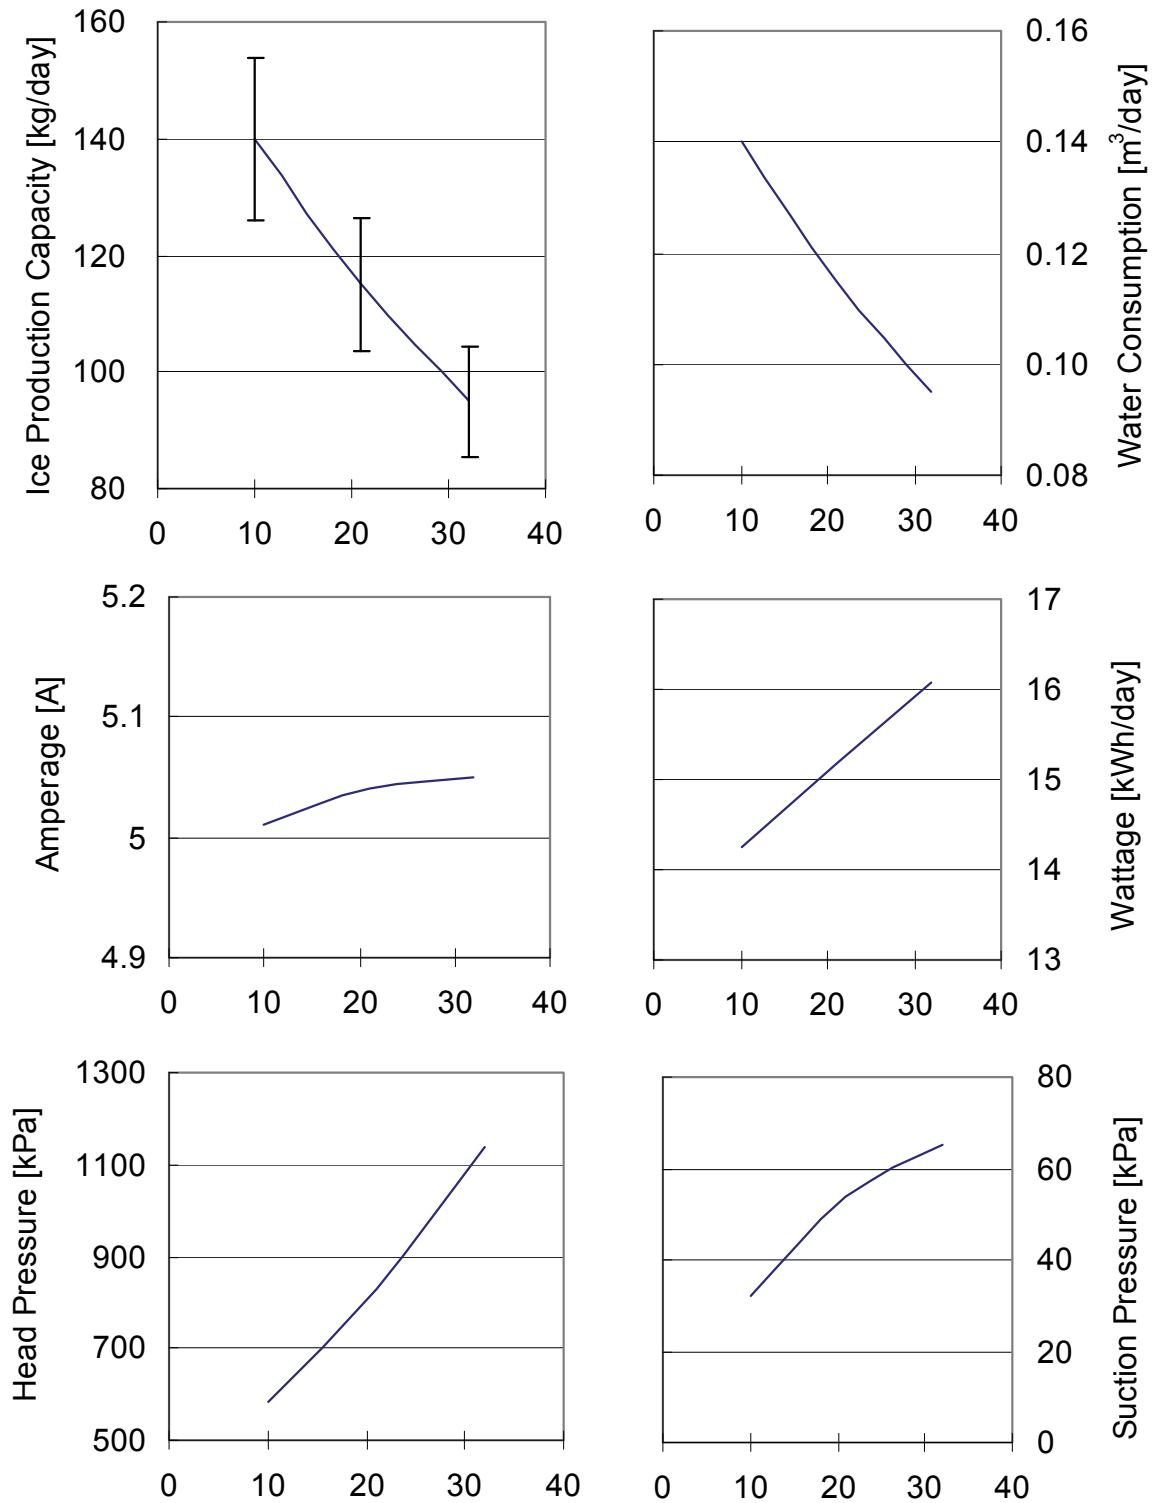 Ice Production Capacity [kg/day]
160
140
120
100
80
0 10 20 30 40
Water Consumption [m³/day]
0.16
0.14
0.12
0.10
0.08
0 10 20 30 40
Amperage [A]
5.2
5.1
5
4.9
0 10 20 30 40
Wattage [kWh/day]
17
16
15
14
13
0 10 20 30 40
Head Pressure [kPa]
1300
1100
900
700
500
0 10 20 30 40
Suction Pressure [kPa]
80
60
40
20
0
0 10 20 30 40